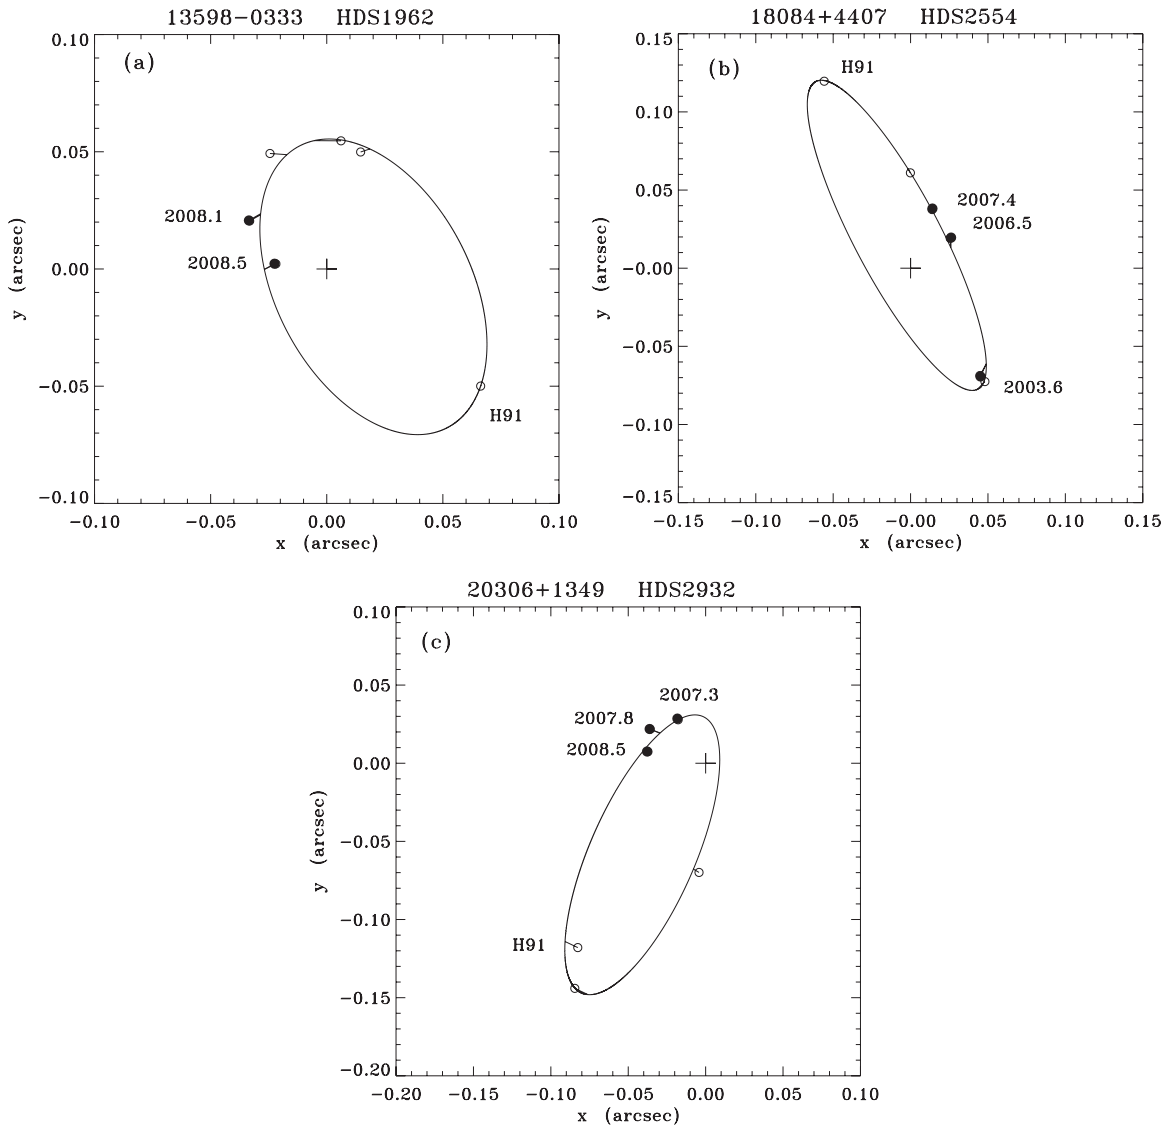 13598−0333 HDS1962
(a)
0.10
0.05
0.00
−0.05
−0.10
y (arcsec)
2008.1
2008.5
H91
−0.10 −0.05 0.00 0.05 0.10
x (arcsec)
18084+4407 HDS2554
(b)
0.15
0.10
0.05
−0.00
−0.05
−0.10
−0.15
y (arcsec)
H91
2007.4
2006.5
2003.6
−0.15 −0.10 −0.05 −0.00 0.05 0.10 0.15
x (arcsec)
20306+1349 HDS2932
(c)
0.10
0.05
0.00
−0.05
−0.10
−0.15
−0.20
y (arcsec)
2007.3
2007.8
2008.5
H91
−0.20 −0.15 −0.10 −0.05 0.00 0.05 0.10
x (arcsec)